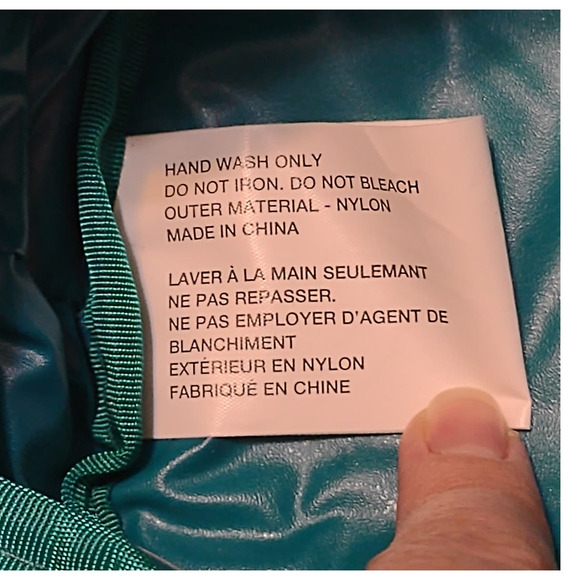 HAND WASH ONLY
DO NOT IRON. DO NOT BLEACH
OUTER MATERIAL - NYLON
MADE IN CHINA
LAVER À LA MAIN SEULEMANT
NE PAS REPASSER.
NE PAS EMPLOYER D'AGENT DE
BLANCHIMENT
EXTÉRIEUR EN NYLON
FABRIQUÉ EN CHINE